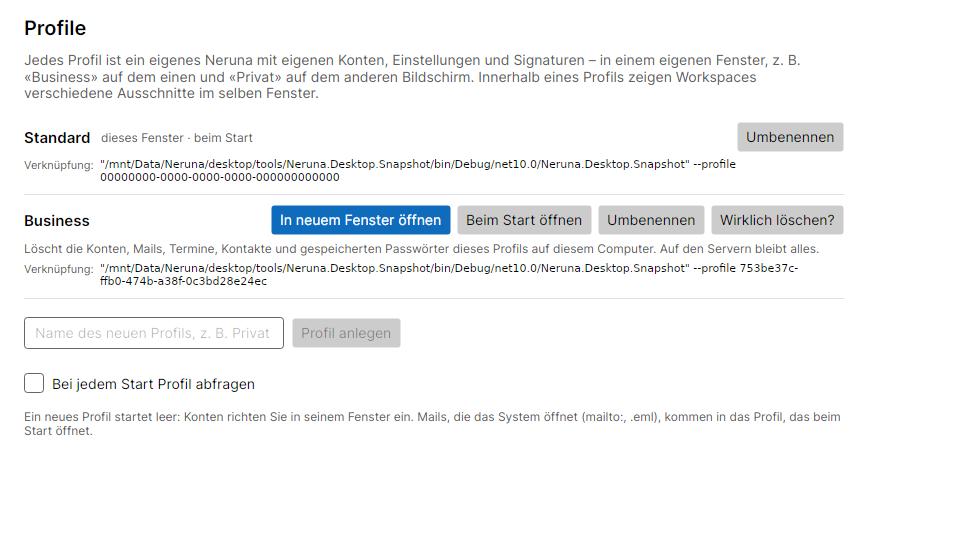 Profile
Jedes Profil ist ein eigenes Neruna mit eigenen Konten, Einstellungen und Signaturen – in einem eigenen Fenster, z. B.
«Business» auf dem einen und «Privat» auf dem anderen Bildschirm. Innerhalb eines Profils zeigen Workspaces
verschiedene Ausschnitte im selben Fenster.
Standard dieses Fenster · beim Start Umbenennen
Verknüpfung: "/mnt/Data/Neruna/desktop/tools/Neruna.Desktop.Snapshot/bin/Debug/net10.0/Neruna.Desktop.Snapshot" --profile
00000000-0000-0000-0000-000000000000
Business In neuem Fenster öffnen Beim Start öffnen Umbenennen Wirklich löschen?
Löscht die Konten, Mails, Termine, Kontakte und gespeicherten Passwörter dieses Profils auf diesem Computer. Auf den Servern bleibt alles.
Verknüpfung: "/mnt/Data/Neruna/desktop/tools/Neruna.Desktop.Snapshot/bin/Debug/net10.0/Neruna.Desktop.Snapshot" --profile 753be37c-
ffb0-474b-a38f-0c3bd28e24ec
Name des neuen Profils, z. B. Privat Profil anlegen
Bei jedem Start Profil abfragen
Ein neues Profil startet leer: Konten richten Sie in seinem Fenster ein. Mails, die das System öffnet (mailto:, .eml), kommen in das Profil, das beim
Start öffnet.